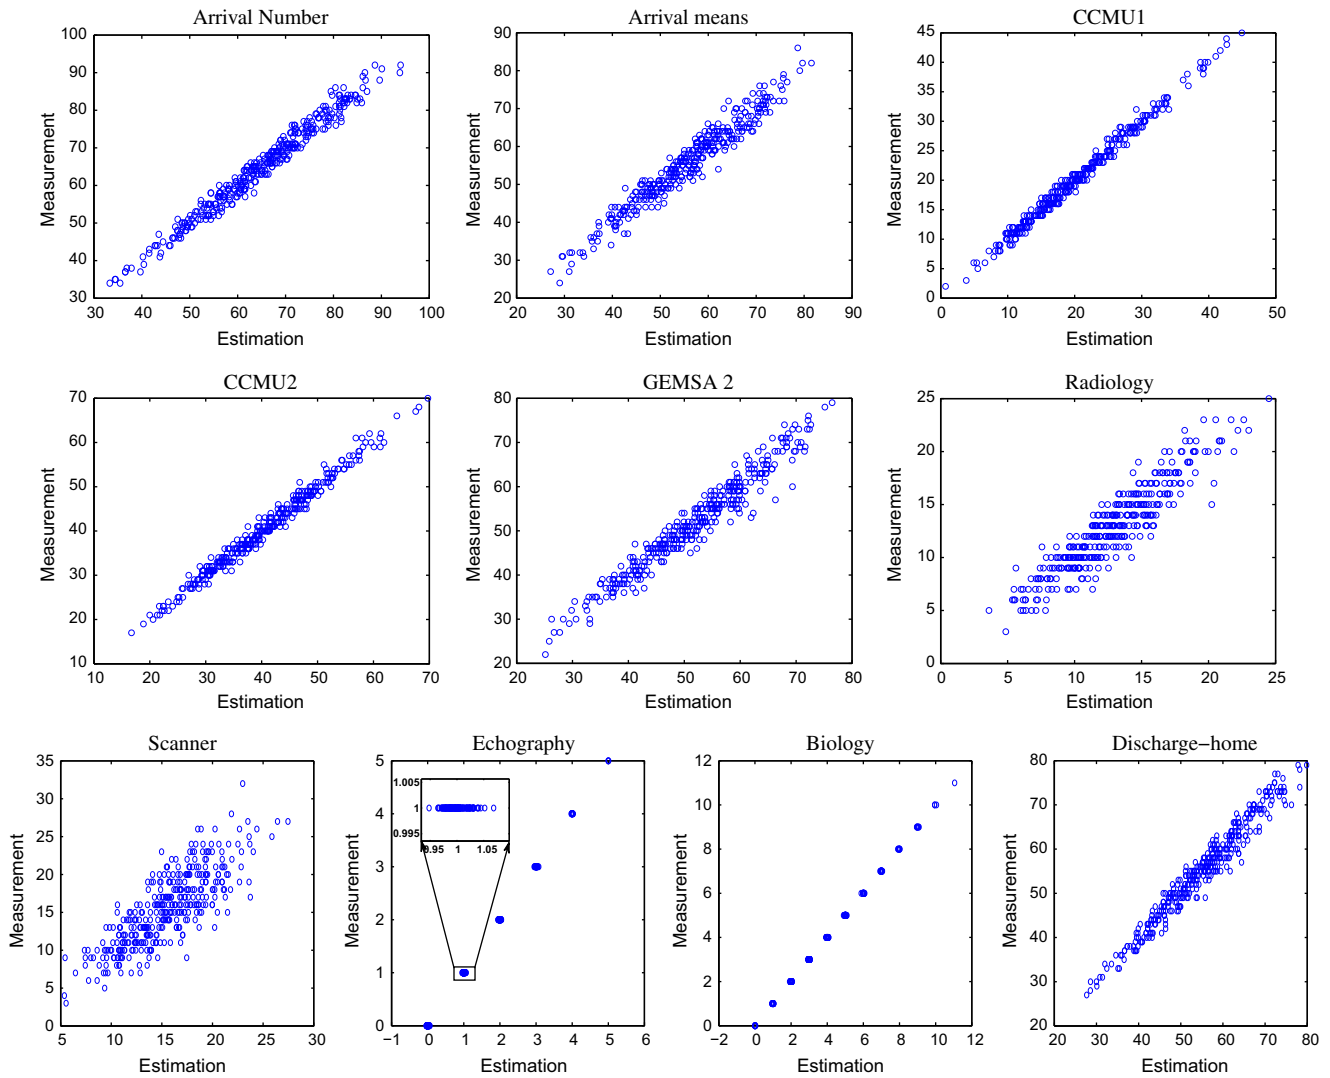 Arrival Number
100
90
80
70
60
50
40
30
30 40 50 60 70 80 90 100
Measurement
Estimation
Arrival means
90
80
70
60
50
40
30
20
20 30 40 50 60 70 80 90
Measurement
Estimation
CCMU1
45
40
35
30
25
20
15
10
5
0
0 10 20 30 40 50
Measurement
Estimation
CCMU2
70
60
50
40
30
20
10
10 20 30 40 50 60 70
Measurement
Estimation
GEMSA 2
80
70
60
50
40
30
20
20 30 40 50 60 70 80
Measurement
Estimation
Radiology
25
20
15
10
5
0
0 5 10 15 20 25
Measurement
Estimation
Scanner
35
30
25
20
15
10
5
0
5 10 15 20 25 30
Measurement
Estimation
Echography
5
4
3
2
1
0
−1 0 1 2 3 4 5 6
Measurement
Estimation
1.005
1
0.995
0.95 1 1.05
Biology
12
10
8
6
4
2
0
−2 0 2 4 6 8 10 12
Measurement
Estimation
Discharge−home
80
70
60
50
40
30
20
20 30 40 50 60 70 80
Measurement
Estimation